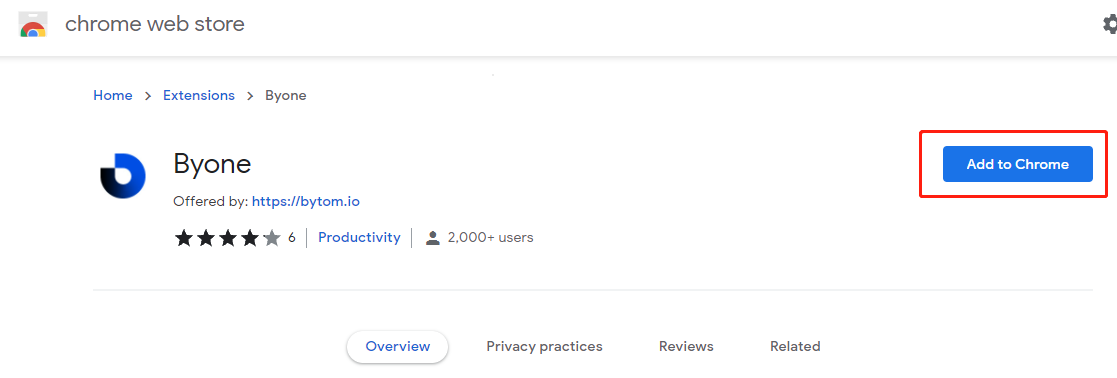 chrome web store
Home > Extensions > Byone
Byone
Add to Chrome
Offered by: https://bytom.io
6 Productivity 2,000+ users
Overview Privacy practices Reviews Related